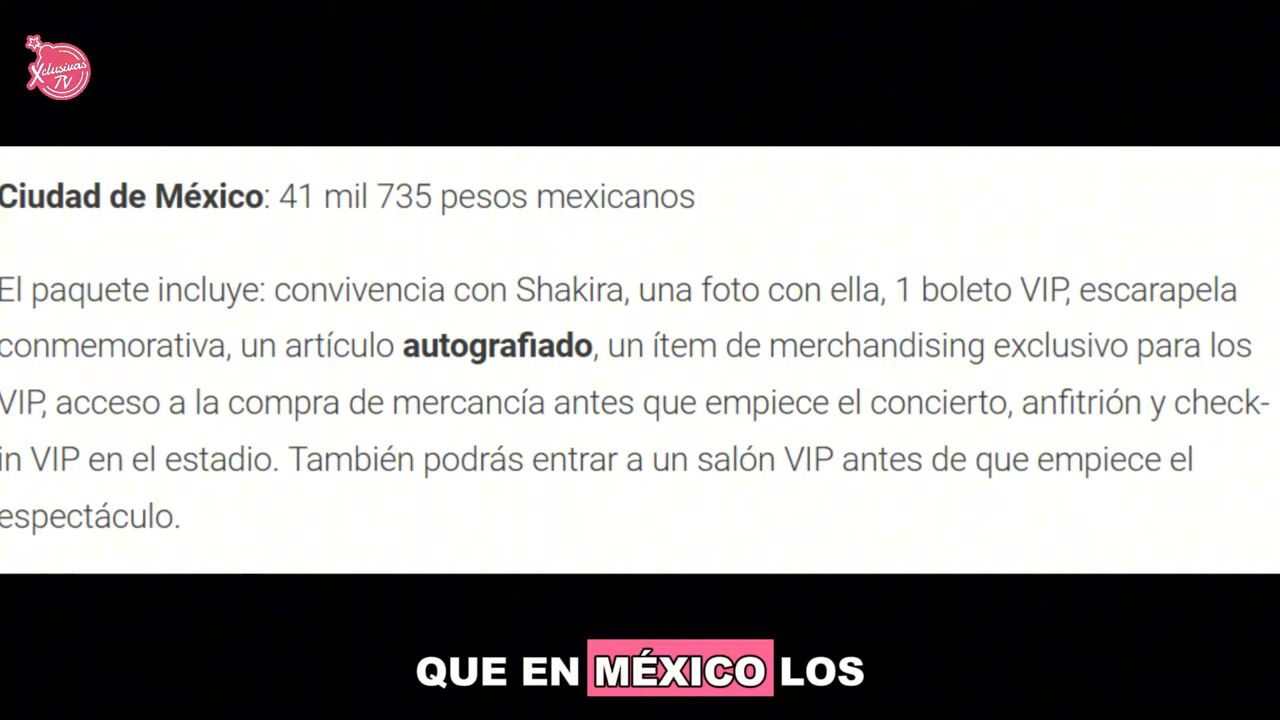 Xclusivas
TV
Ciudad de México: 41 mil 735 pesos mexicanos
El paquete incluye: convivencia con Shakira, una foto con ella, 1 boleto VIP, escarapela
conmemorativa, un artículo autografiado, un ítem de merchandising exclusivo para los
VIP, acceso a la compra de mercancía antes que empiece el concierto, anfitrión y check-
in VIP en el estadio. También podrás entrar a un salón VIP antes de que empiece el
espectáculo.
QUE EN MÉXICO LOS